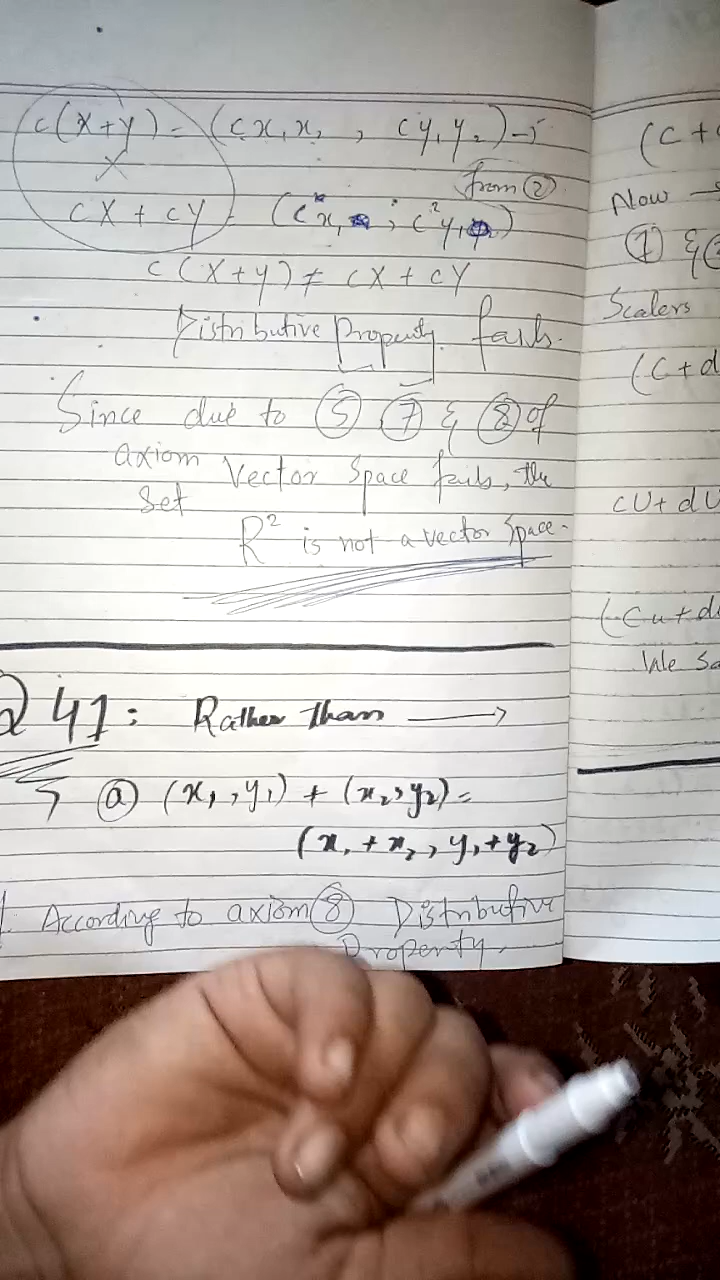 c(X+Y) = (cx₁x₂ , cy₁y₂) → 5
from ②
cX + cY = (c²x₁ ; c²y₁)
c(X+y) ≠ cX + cY
Distributive Property fails.
Since due to ⑤ ⑦ & ⑧ of
axiom Vector Space fails, the
set
R² is not a vector space.
Q 41: Rather than →
ⓐ (x₁, y₁) + (x₂, y₂) =
(x₁ + x₂, y₁ + y₂)
According to axiom ⑧ Distributive
Property.
(c +
Now →
① &
Scalers
(c + d
cU + dU
(cu + d
We